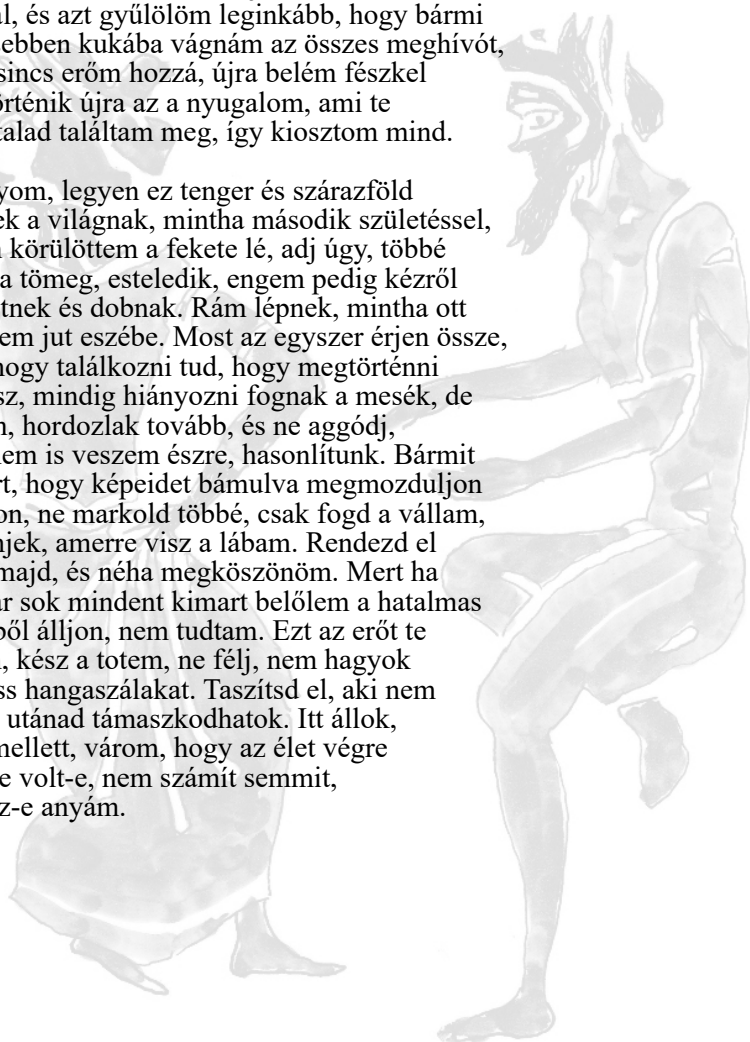 al, és azt gyűlölöm leginkább, hogy bármi
ebben kukába vágnám az összes meghívót,
sincs erőm hozzá, újra belém fészkel
örténik újra az a nyugalom, ami te
talad találtam meg, így kiosztom mind.
yom, legyen ez tenger és szárazföld
ek a világnak, mintha második születéssel,
körülöttem a fekete lé, adj úgy, többé
a tömeg, esteledik, engem pedig kézről
tnek és dobnak. Rám lépnek, mintha ott
em jut eszébe. Most az egyszer érjen össze,
hogy találkozni tud, hogy megtörténni
sz, mindig hiányozni fognak a mesék, de
n, hordozlak tovább, és ne aggódj,
nem is veszem észre, hasonlítunk. Bármit
rt, hogy képeidet bámulva megmozduljon
on, ne markold többé, csak fogd a vállam,
njek, amerre visz a lábam. Rendezd el
majd, és néha megköszönöm. Mert ha
ár sok mindent kimart belőlem a hatalmas
ből álljon, nem tudtam. Ezt az erőt te
, kész a totem, ne félj, nem hagyok
ss hangaszálakat. Taszítsd el, aki nem
utánad támaszkodhatok. Itt állok,
mellett, várom, hogy az élet végre
e volt-e, nem számít semmit,
z-e anyám.